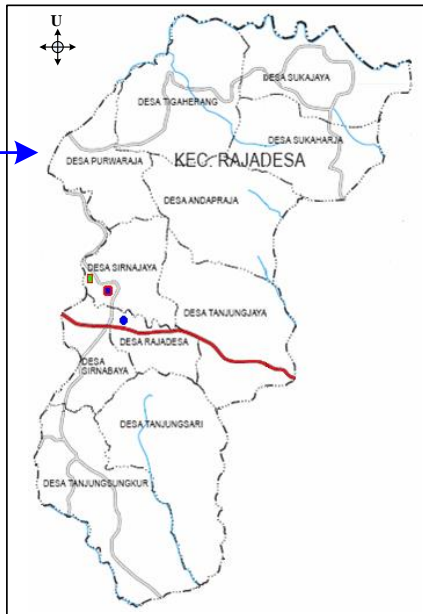 U
DESA SUKAJAYA
DESA TIGAHERANG
DESA SUKAHARJA
DESA PURWARAJA
KEC. RAJADESA
DESA ANDAPRAJA
DESA SIRNAJAYA
DESA TANJUNGJAYA
DESA RAJADESA
DESA
SIRNABAYA
DESA TANJUNGSARI
DESA TANJUNGSUNGKUR